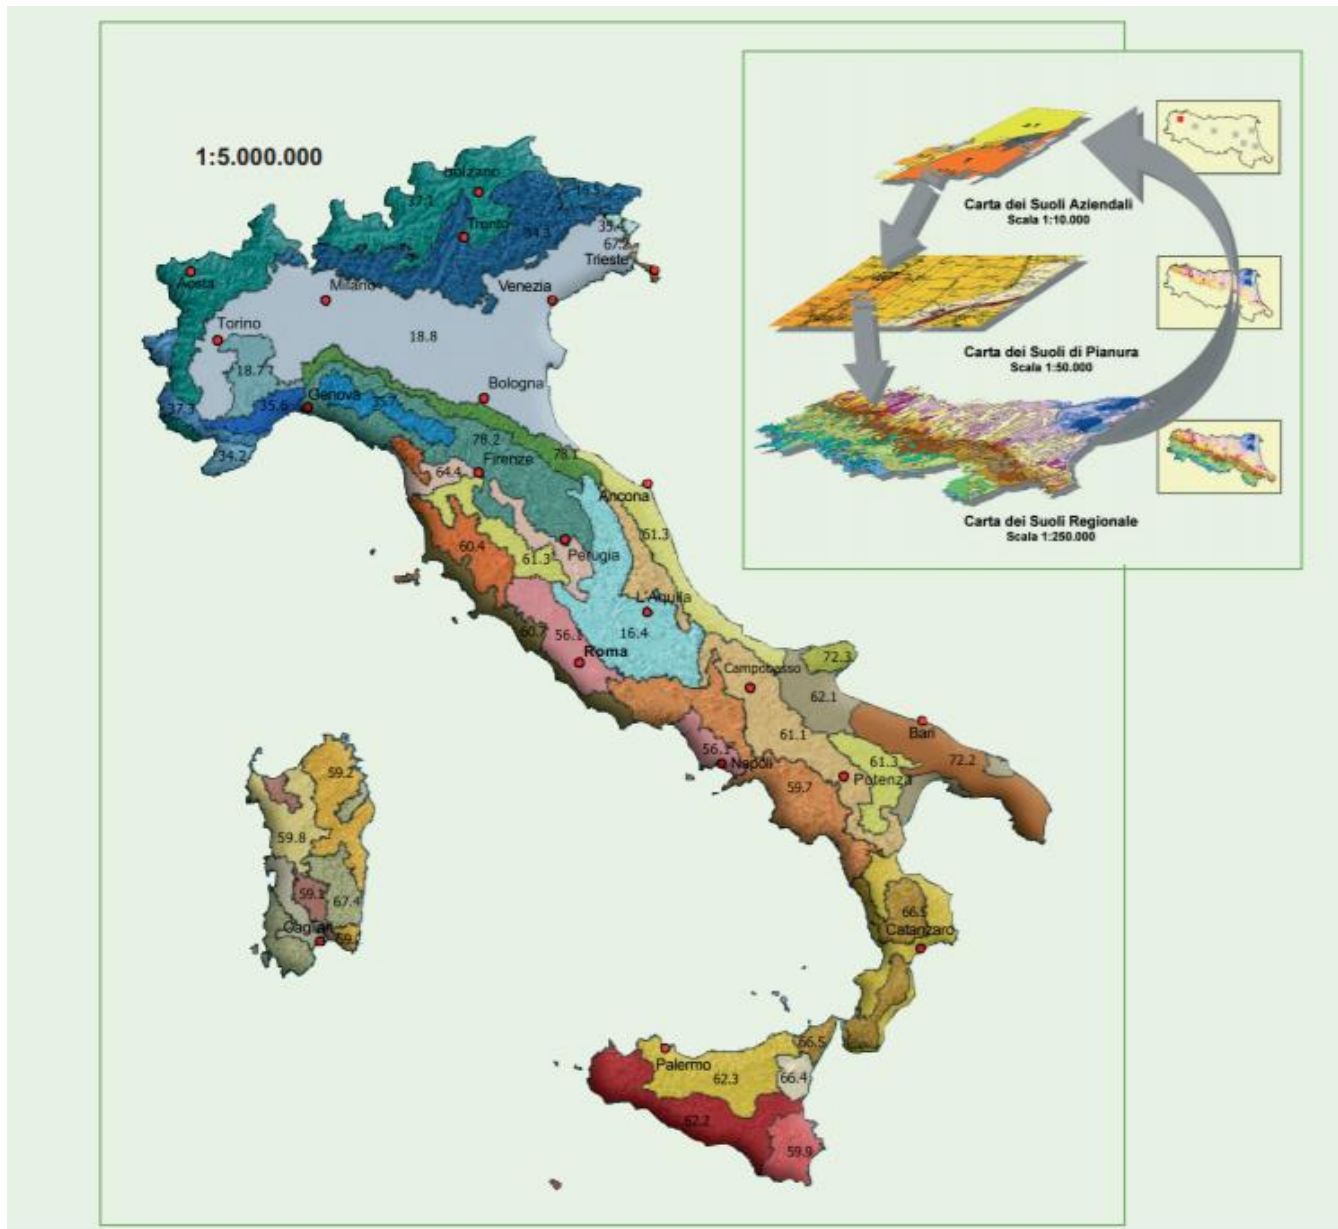 1:5.000.000
Bolzano
37.1
16.5
Trento
34.3
35.4
67.2
Trieste
Aosta
Milano
Venezia
Torino
18.8
18.7
Bologna
37.3
35.6
Genova
35.7
34.2
78.2
78.1
Firenze
64.4
Ancona
61.3
60.4
61.3
Perugia
L'Aquila
60.7
56.1
16.4
Roma
72.3
Campobasso
62.1
61.1
Bari
56.1
Napoli
61.3
72.2
59.7
Potenza
59.2
59.8
59.1
67.4
Cagliari
59.2
66.5
Catanzaro
66.5
Palermo
62.3
66.4
62.2
59.9
Carta dei Suoli Aziendali
Scala 1:10.000
Carta dei Suoli di Pianura
Scala 1:50.000
Carta dei Suoli Regionale
Scala 1:250.000